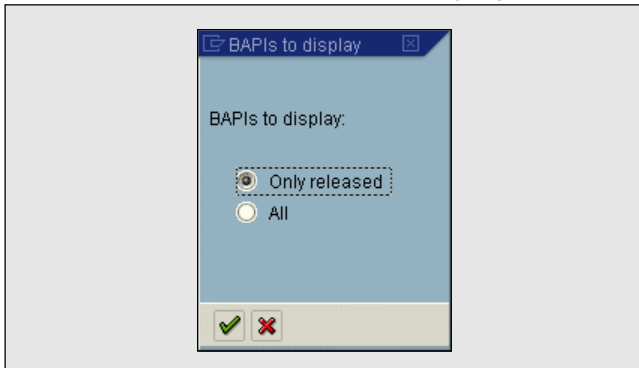 BAPIs to display
BAPIs to display:
Only released
All